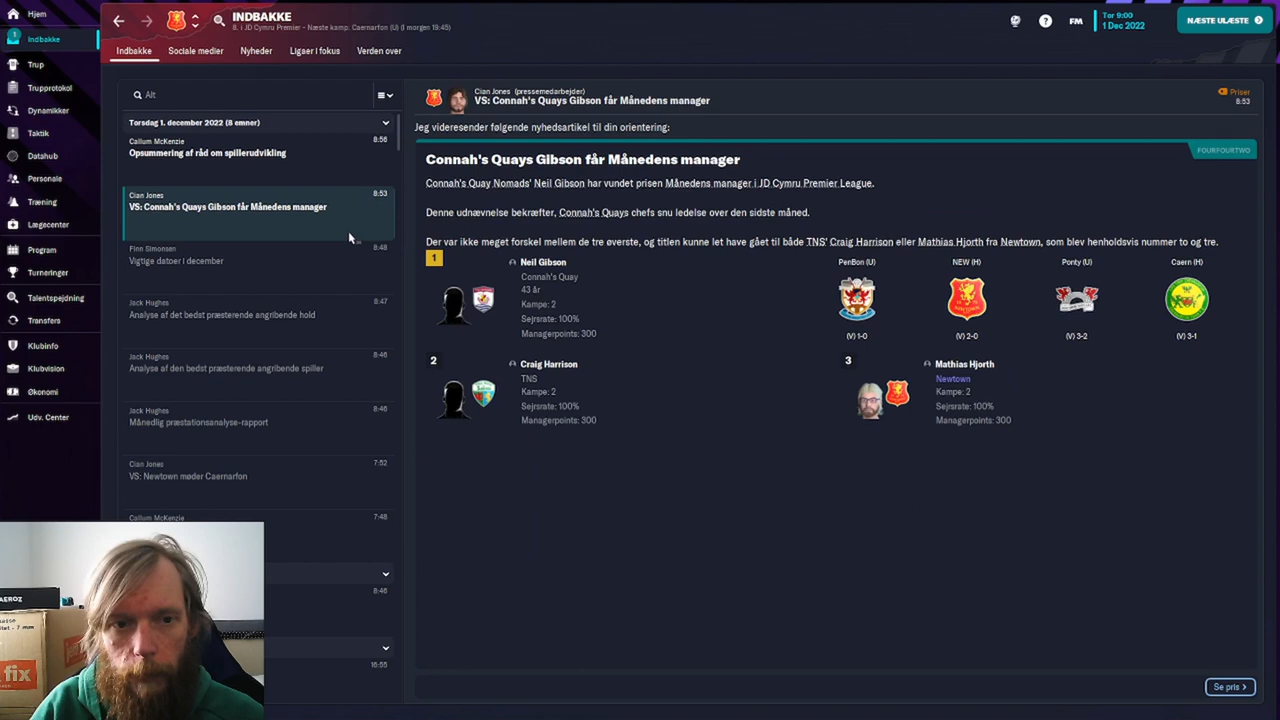 Hjem
Indbakke
Trup
Trupprotokol
Dynamikker
Taktik
Datahub
Personale
Træning
Lægecenter
Program
Turneringer
Talentspejdning
Transfers
Klubinfo
Klubvision
Økonomi
Udv. Center
INDBAKKE
8. i JD Cymru Premier - Næste kamp: Caernarfon (U) (I morgen 19:45)
FM
Tor 9:00
1 Dec 2022
NÆSTE ULÆSTE
Indbakke
Sociale medier
Nyheder
Ligaer i fokus
Verden over
Alt
Torsdag 1. december 2022 (8 emner)
Callum McKenzie
8:56
Opsummering af råd om spillerudvikling
Cian Jones
8:53
VS: Connah's Quays Gibson får Månedens manager
Finn Simonsen
8:48
Vigtige datoer i december
Jack Hughes
8:47
Analyse af det bedst præsterende angribende hold
Jack Hughes
8:46
Analyse af den bedst præsterende angribende spiller
Jack Hughes
8:46
Månedlig præstationsanalyse-rapport
Cian Jones
7:52
VS: Newtown møder Caernarfon
Callum McKenzie
7:48
8:46
16:55
Cian Jones (pressemedarbejder)
VS: Connah's Quays Gibson får Månedens manager
Priser
8:53
Jeg videresender følgende nyhedsartikel til din orientering:
FOURFOURTWO
Connah's Quays Gibson får Månedens manager
Connah's Quay Nomads' Neil Gibson har vundet prisen Månedens manager i JD Cymru Premier League.
Denne udnævnelse bekræfter, Connah's Quays chefs snu ledelse over den sidste måned.
Der var ikke meget forskel mellem de tre øverste, og titlen kunne let have gået til både TNS' Craig Harrison eller Mathias Hjorth fra Newtown, som blev henholdsvis nummer to og tre.
1
Neil Gibson
Connah's Quay
43 år
Kampe: 2
Sejrsrate: 100%
Managerpoints: 300
PenBon (U)
NEW (H)
Ponty (U)
Caern (H)
(V) 1-0
(V) 2-0
(V) 3-2
(V) 3-1
2
Craig Harrison
TNS
Kampe: 2
Sejrsrate: 100%
Managerpoints: 300
3
Mathias Hjorth
Newtown
Kampe: 2
Sejrsrate: 100%
Managerpoints: 300
Se pris
AEROZ
fix